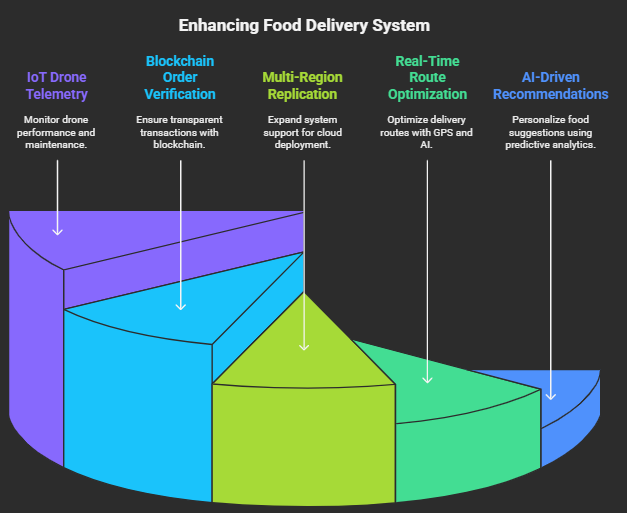 Enhancing Food Delivery System
IoT Drone
Telemetry
Monitor drone
performance and
maintenance.
Blockchain
Order
Verification
Ensure transparent
transactions with
blockchain.
Multi-Region
Replication
Expand system
support for cloud
deployment.
Real-Time
Route
Optimization
Optimize delivery
routes with GPS and
AI.
AI-Driven
Recommendations
Personalize food
suggestions using
predictive analytics.